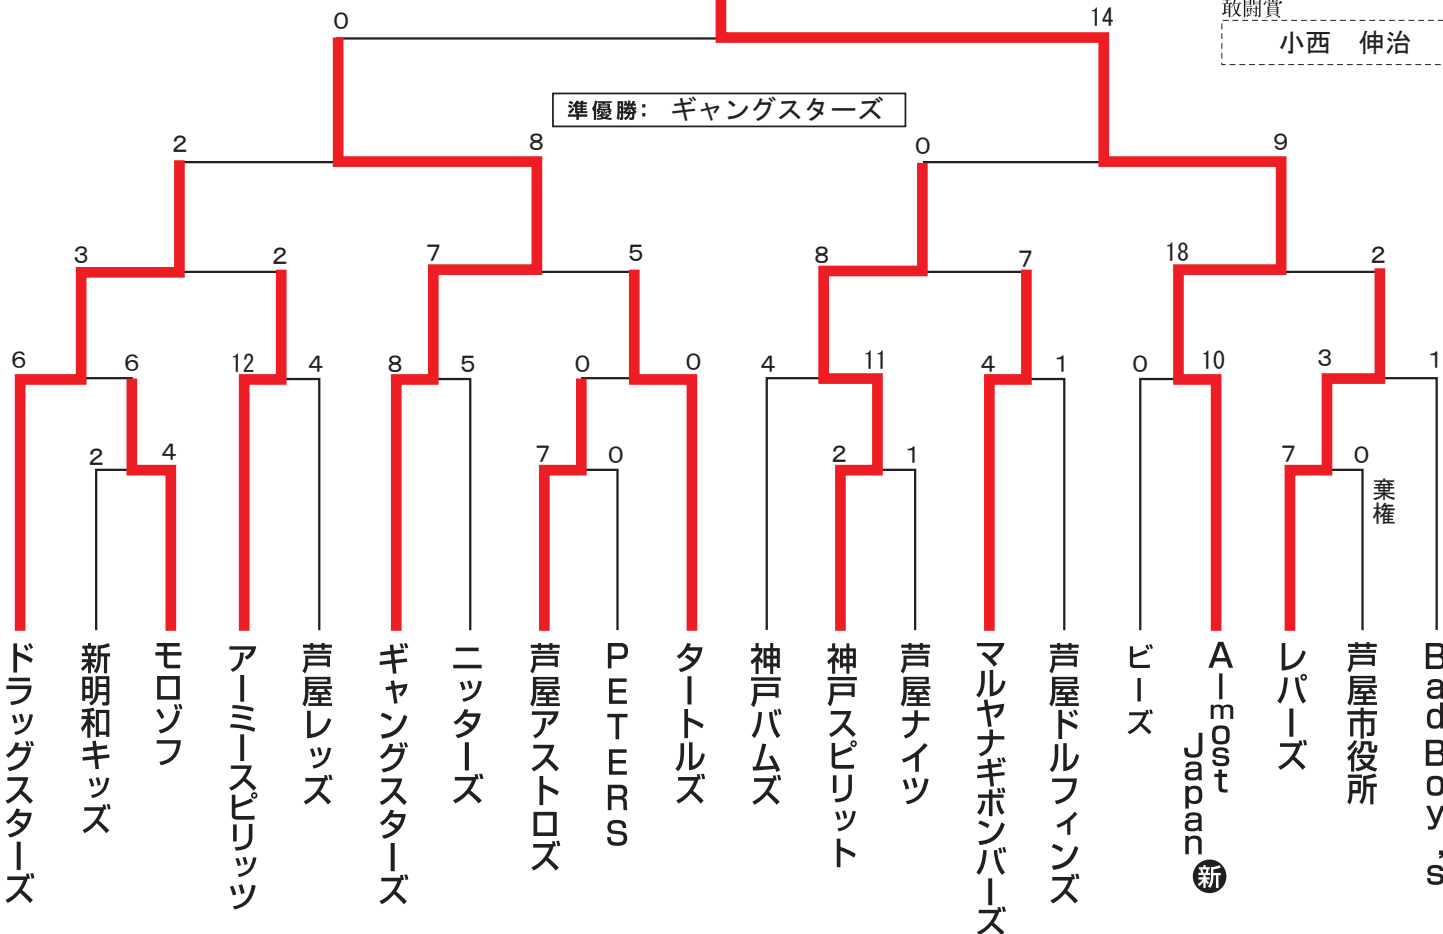 敢闘賞
0
14
小西 伸治
準優勝: ギャングスターズ
2
8
0
9
3
2
7
5
8
7
18
2
6
6
12
4
8
5
0
0
4
11
4
1
0
10
3
1
2
4
7
0
2
1
7
0
棄権
ドラッグスターズ
新明和キッズ
モロゾフ
アーミースピリッツ
芦屋レッズ
ギャングスターズ
ニッターズ
芦屋アストロズ
PETERS
タートルズ
神戸バムズ
神戸スピリット
芦屋ナイツ
マルヤナギボンバーズ
芦屋ドルフィンズ
ビーズ
Almost
Japan
新
レパーズ
芦屋市役所
BadBoy,s